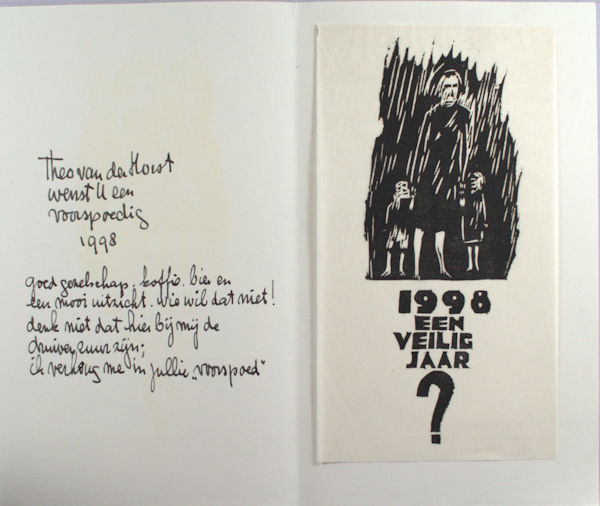 Theo van der Horst
wenst U een
voorspoedig
1998
goed gezelschap, koffie, bier en
een mooi uitzicht. wie wil dat niet!
denk niet dat hier bij mij de
druiven zuur zijn;
ik verheug me in jullie „voorspoed“
1998
EEN
VEILIG
JAAR
?